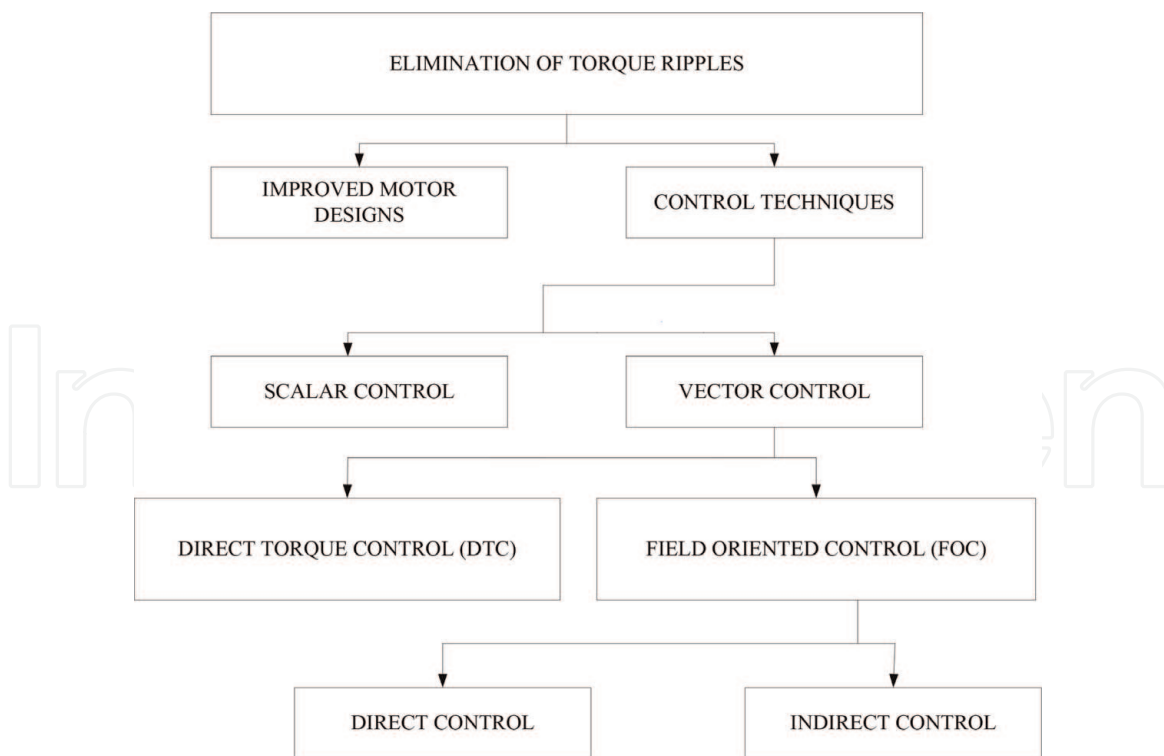 ELIMINATION OF TORQUE RIPPLES
IMPROVED MOTOR
DESIGNS
CONTROL TECHNIQUES
SCALAR CONTROL
VECTOR CONTROL
DIRECT TORQUE CONTROL (DTC)
FIELD ORIENTED CONTROL (FOC)
DIRECT CONTROL
INDIRECT CONTROL